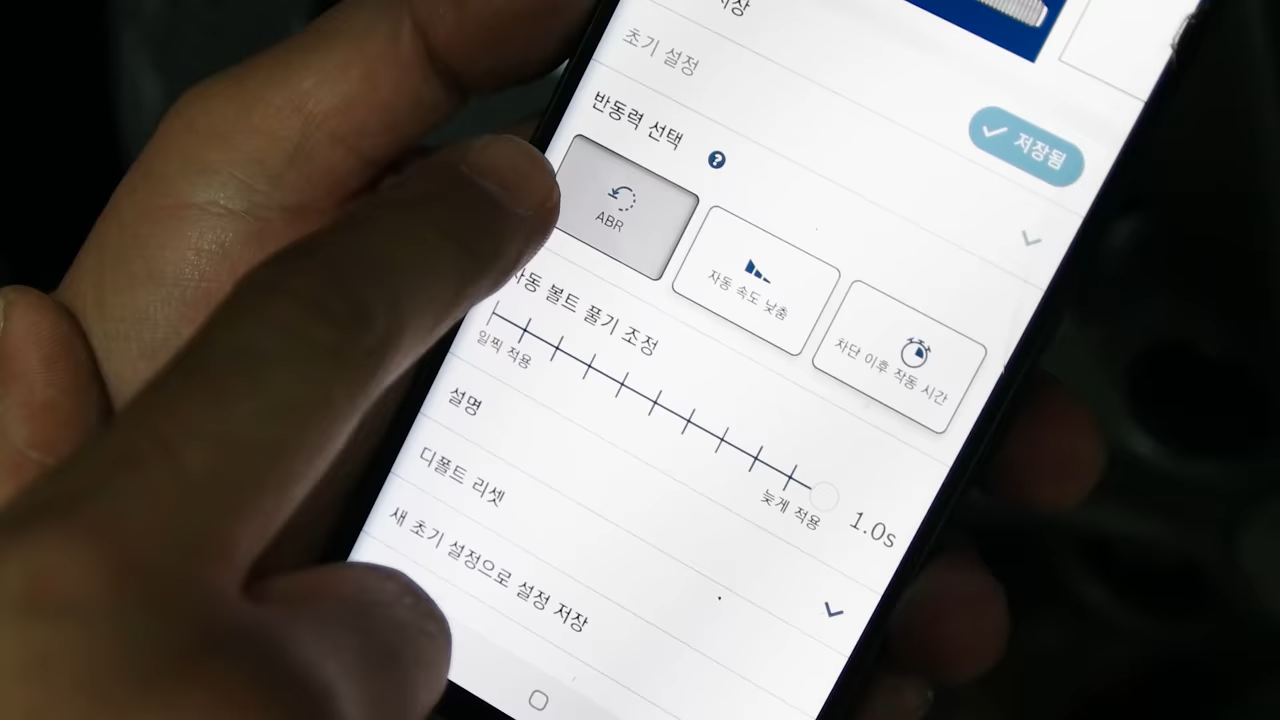 초기 설정
저장됨
반동력 선택
?
ABR
자동 속도 낮춤
차단 이후 작동 시간
자동 볼트 풀기 조정
일찍 적용
늦게 적용
1.0s
설명
디폴트 리셋
새 초기 설정으로 설정 저장